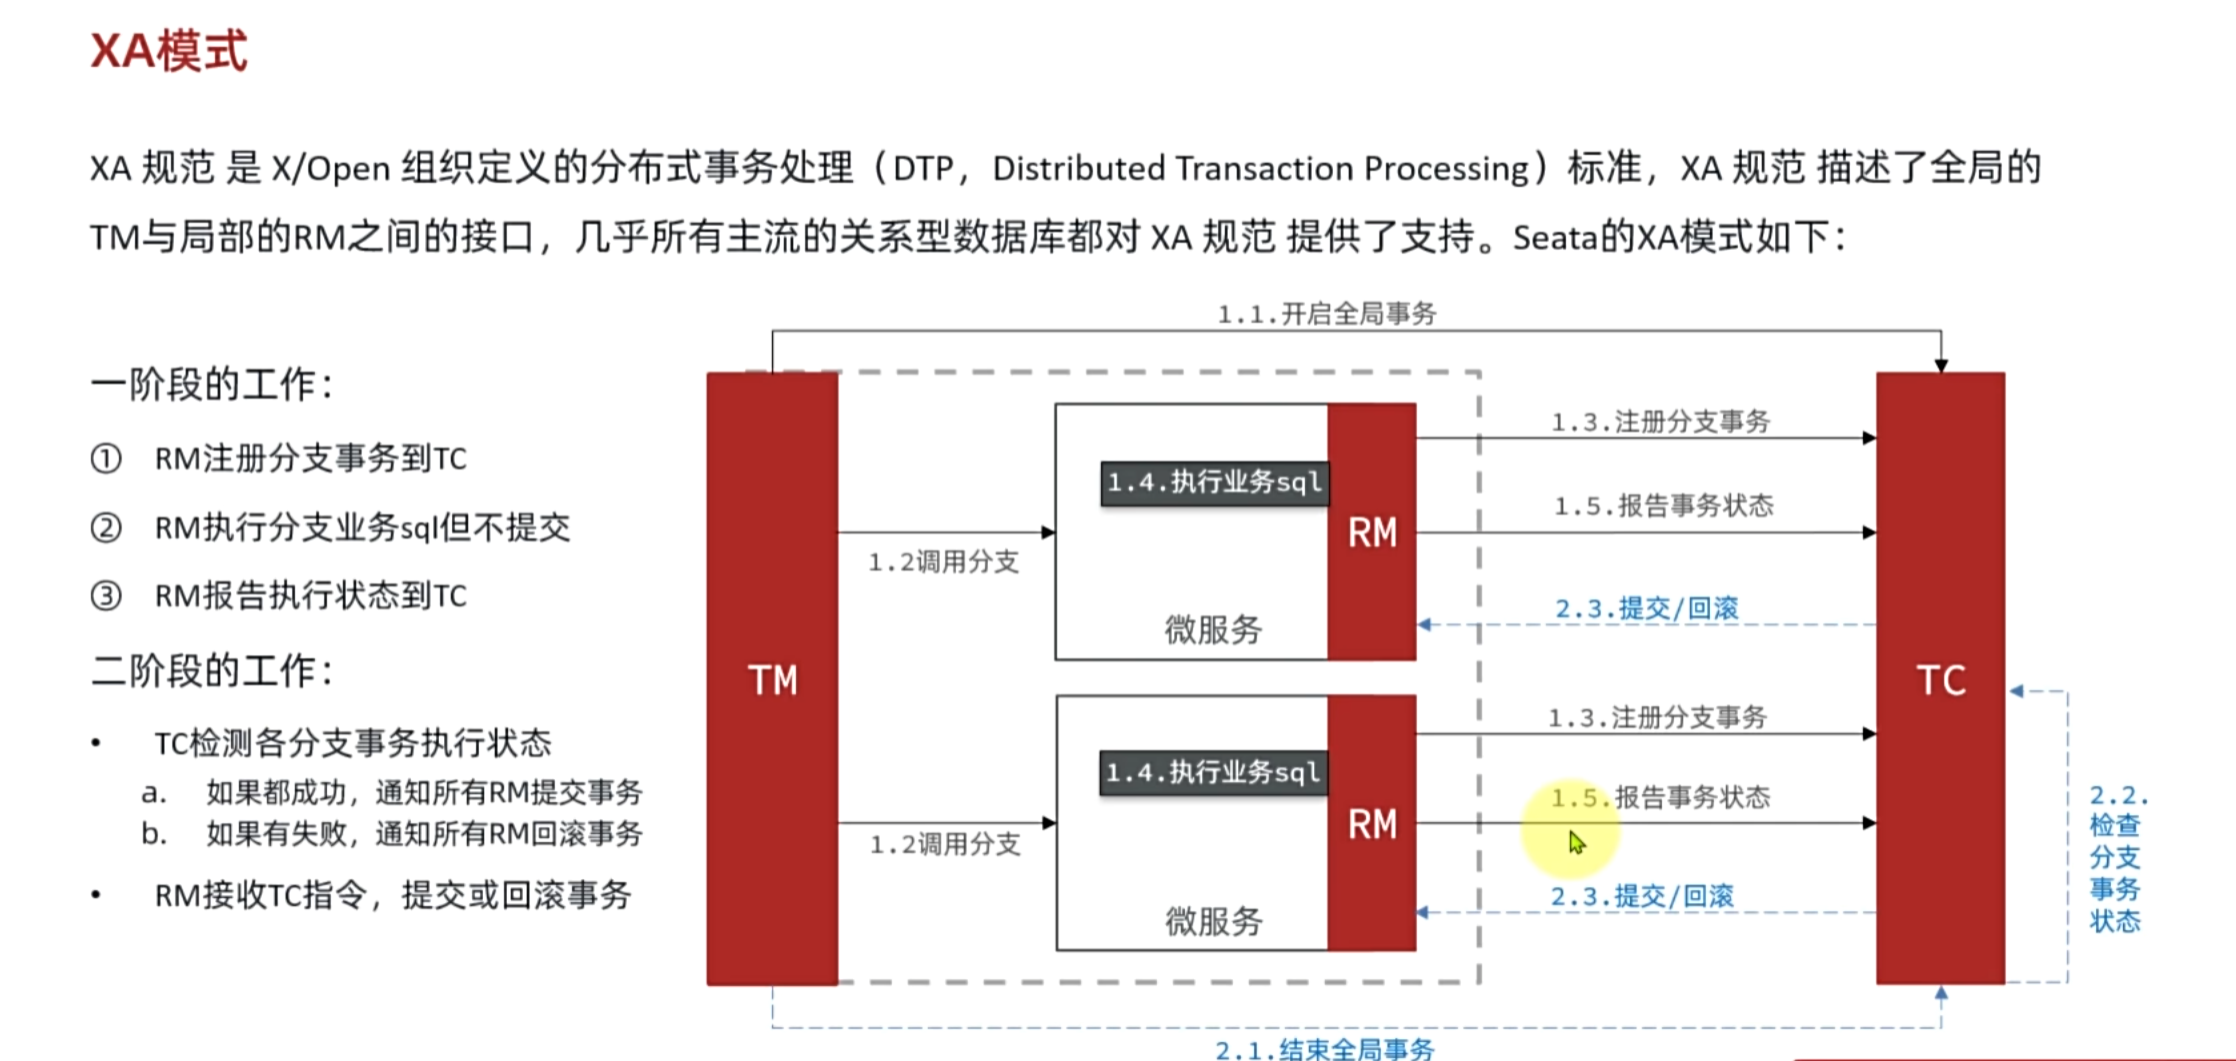 XA模式
XA 规范 是 X/Open 组织定义的分布式事务处理（DTP，Distributed Transaction Processing）标准，XA 规范 描述了全局的
TM与局部的RM之间的接口，几乎所有主流的关系型数据库都对 XA 规范 提供了支持。Seata的XA模式如下：
一阶段的工作：
① RM注册分支事务到TC
② RM执行分支业务sql但不提交
③ RM报告执行状态到TC
二阶段的工作：
• TC检测各分支事务执行状态
a. 如果都成功，通知所有RM提交事务
b. 如果有失败，通知所有RM回滚事务
• RM接收TC指令，提交或回滚事务
1.1.开启全局事务
TM
1.2调用分支
1.4.执行业务sql
微服务
RM
1.3.注册分支事务
1.5.报告事务状态
2.3.提交/回滚
1.2调用分支
1.4.执行业务sql
微服务
RM
1.3.注册分支事务
1.5.报告事务状态
2.3.提交/回滚
TC
2.2.
检查
分支
事务
状态
2.1.结束全局事务